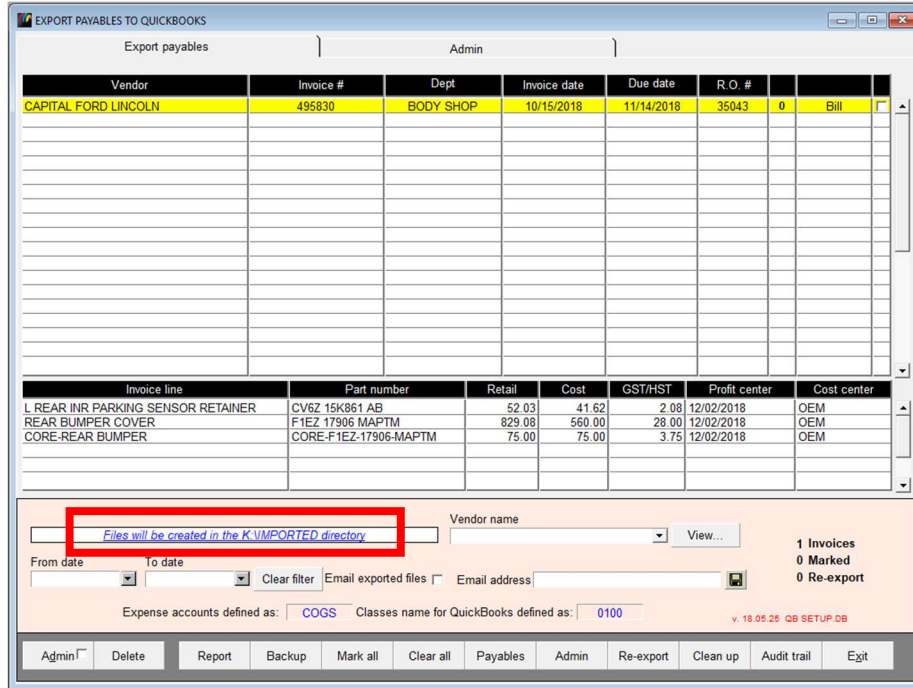 EXPORT PAYABLES TO QUICKBOOKS
Export payables Admin
Vendor Invoice # Dept Invoice date Due date R.O. #
CAPITAL FORD LINCOLN 495830 BODY SHOP 10/15/2018 11/14/2018 35043 0 Bill
Invoice line Part number Retail Cost GST/HST Profit center Cost center
L REAR INR PARKING SENSOR RETAINER CV6Z 15K861 AB 52.03 41.62 2.08 12/02/2018 OEM
REAR BUMPER COVER F1EZ 17906 MAPTM 829.08 560.00 28.00 12/02/2018 OEM
CORE-REAR BUMPER CORE-F1EZ-17906-MAPTM 75.00 75.00 3.75 12/02/2018 OEM
Vendor name
Files will be created in the K:\IMPORTED directory View...
1 Invoices
From date To date 0 Marked
Clear filter Email exported files Email address 0 Re-export
Expense accounts defined as: COGS Classes name for QuickBooks defined as: 0100
v. 18.05.25 QB SETUP.DB
Admin Delete Report Backup Mark all Clear all Payables Admin Re-export Clean up Audit trail Exit